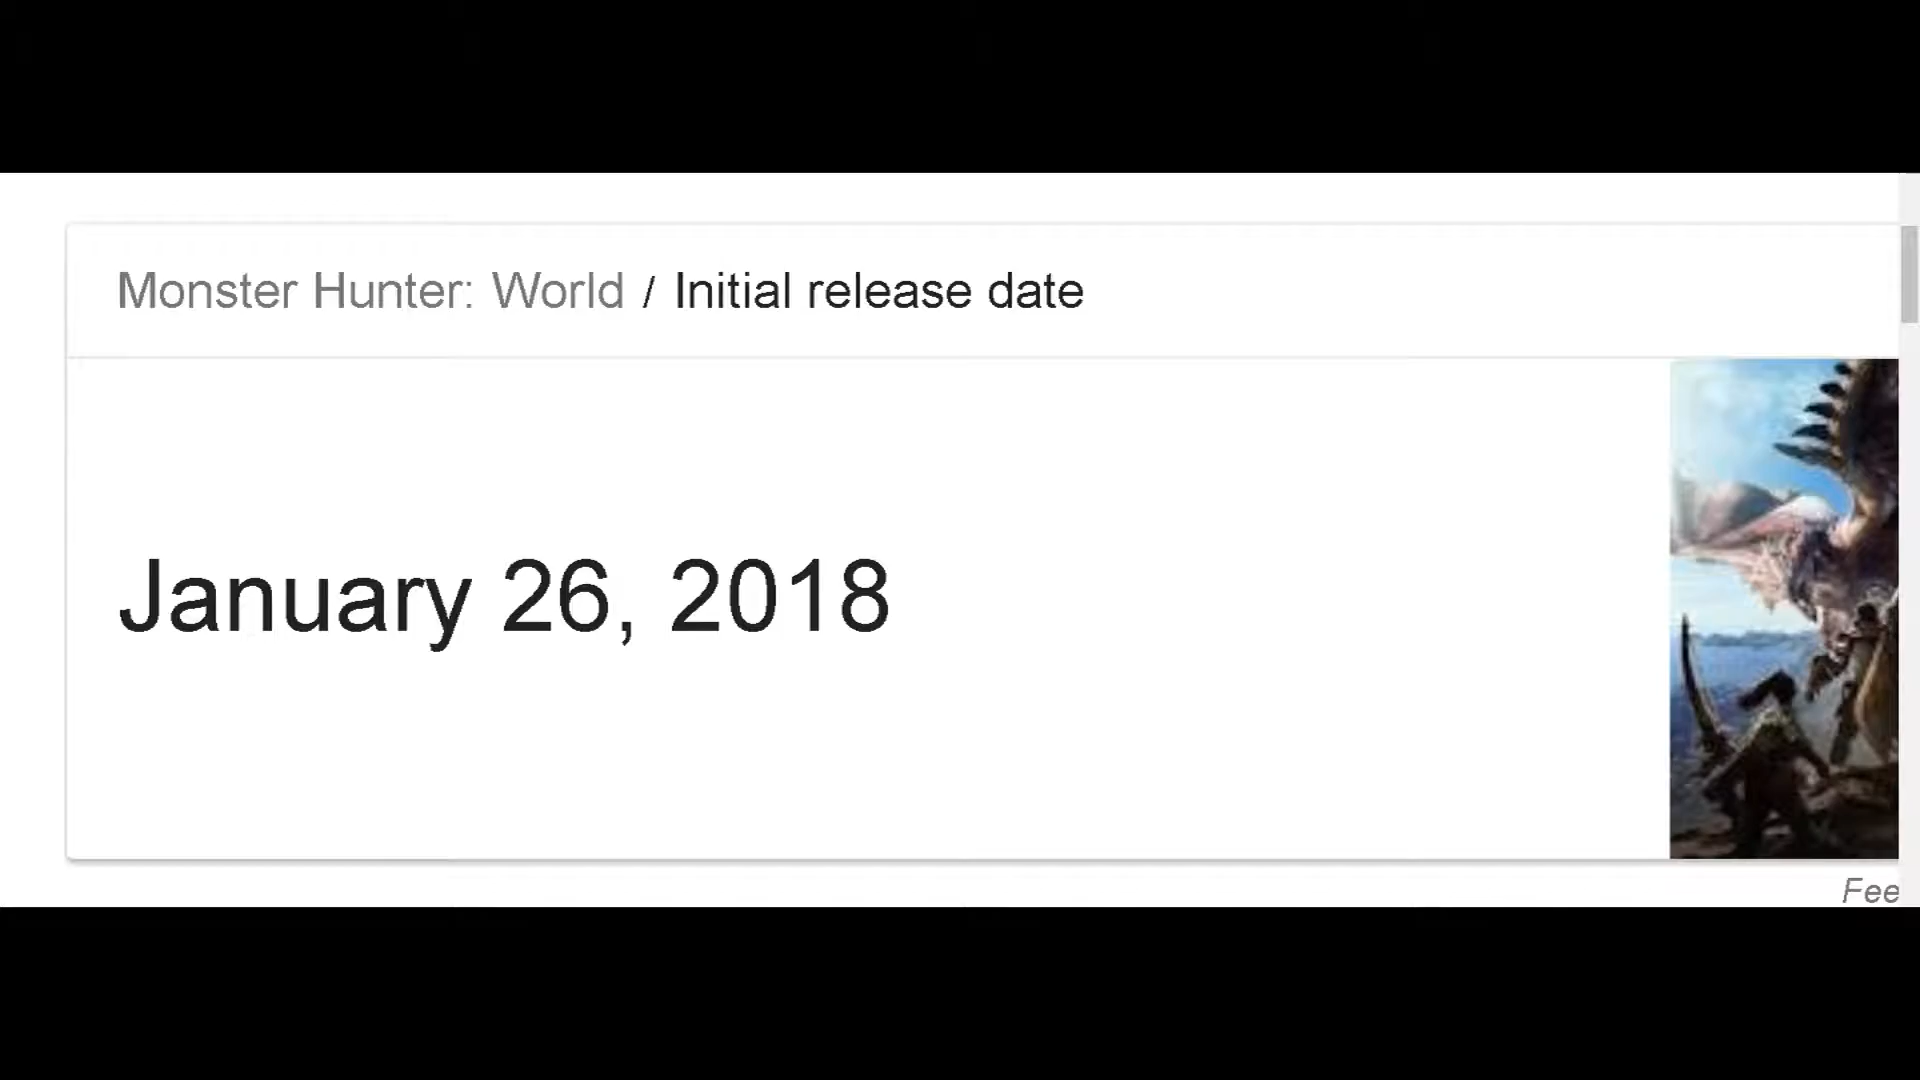 Monster Hunter: World / Initial release date
January 26, 2018
Fee